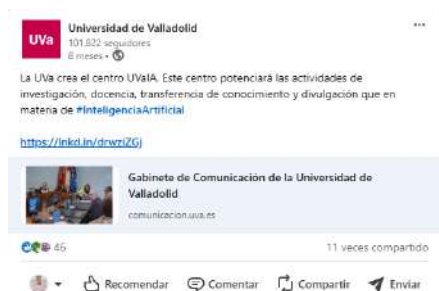 UVa
Universidad de Valladolid
101.822 seguidores
8 meses •
La UVa crea el centro UVaIA. Este centro potenciará las actividades de
investigación, docencia, transferencia de conocimiento y divulgación que en
materia de #InteligenciaArtificial
https://lnkd.in/drwziZGj
Gabinete de Comunicación de la Universidad de
Valladolid
comunicacion.uva.es
46
11 veces compartido
Recomendar Comentar Compartir Enviar